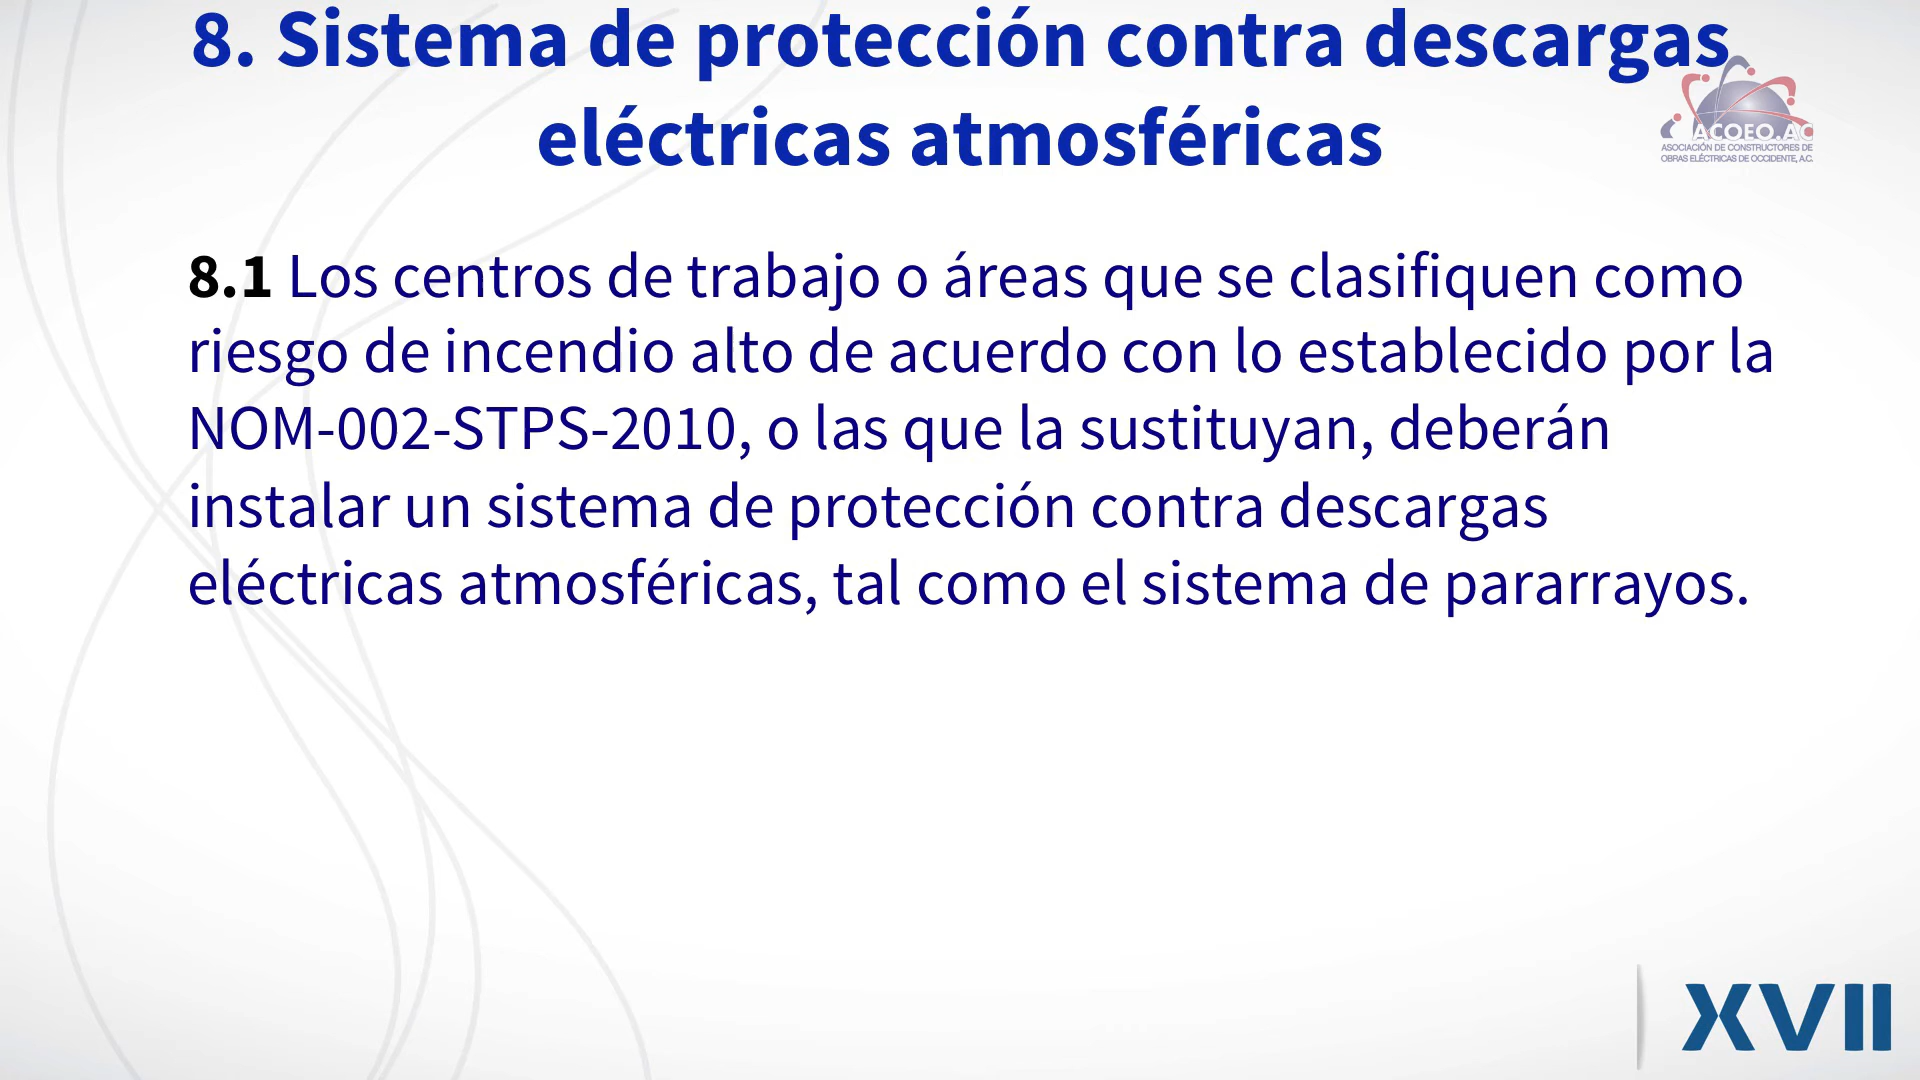 8. Sistema de protección contra descargas
eléctricas atmosféricas
ACOEO.AC
ASOCIACIÓN DE CONSTRUCTORES DE
OBRAS ELÉCTRICAS DE OCCIDENTE, A.C.
8.1 Los centros de trabajo o áreas que se clasifiquen como
riesgo de incendio alto de acuerdo con lo establecido por la
NOM-002-STPS-2010, o las que la sustituyan, deberán
instalar un sistema de protección contra descargas
eléctricas atmosféricas, tal como el sistema de pararrayos.
XVII